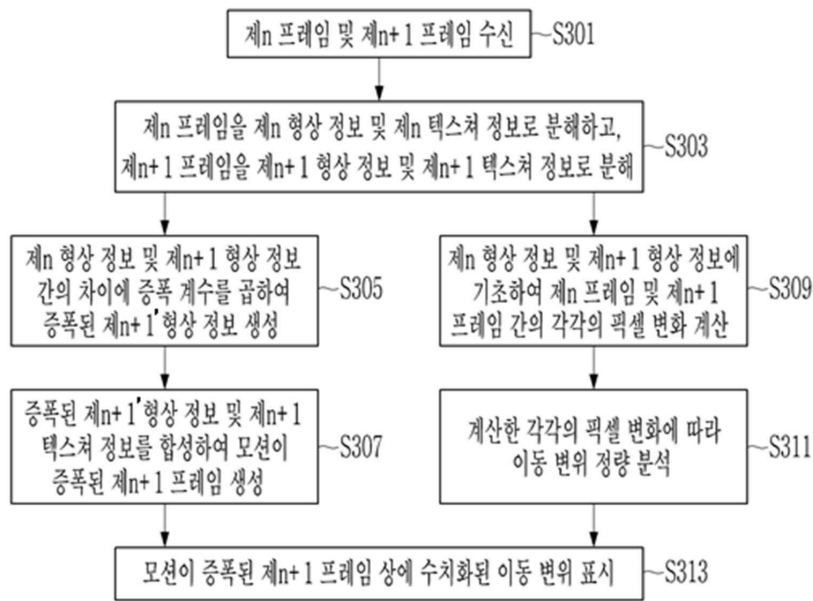 제n 프레임 및 제n+1 프레임 수신
S301
제n 프레임을 제n 형상 정보 및 제n 텍스쳐 정보로 분해하고,
제n+1 프레임을 제n+1 형상 정보 및 제n+1 텍스쳐 정보로 분해
S303
제n 형상 정보 및 제n+1 형상 정보
간의 차이에 증폭 계수를 곱하여
증폭된 제n+1' 형상 정보 생성
S305
제n 형상 정보 및 제n+1 형상 정보에
기초하여 제n 프레임 및 제n+1
프레임 간의 각각의 픽셀 변화 계산
S309
증폭된 제n+1' 형상 정보 및 제n+1
텍스쳐 정보를 합성하여 모션이
증폭된 제n+1 프레임 생성
S307
계산한 각각의 픽셀 변화에 따라
이동 변위 정량 분석
S311
모션이 증폭된 제n+1 프레임 상에 수치화된 이동 변위 표시
S313